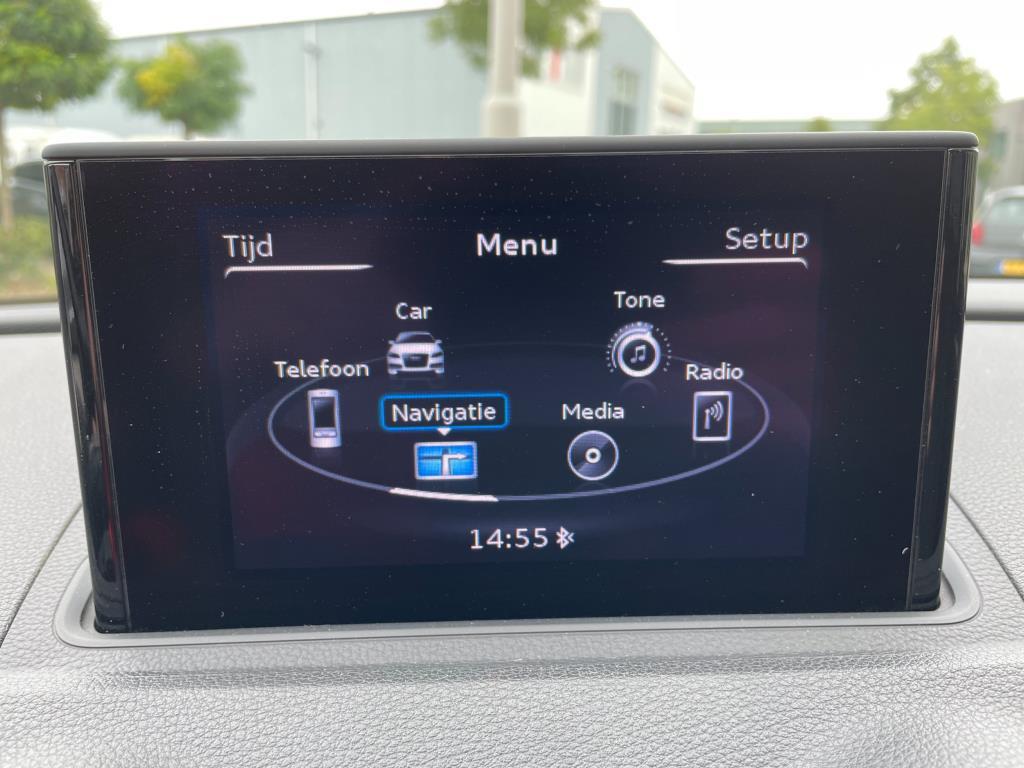 Tijd Menu Setup
Car Tone
Telefoon Radio
Navigatie Media
14:55